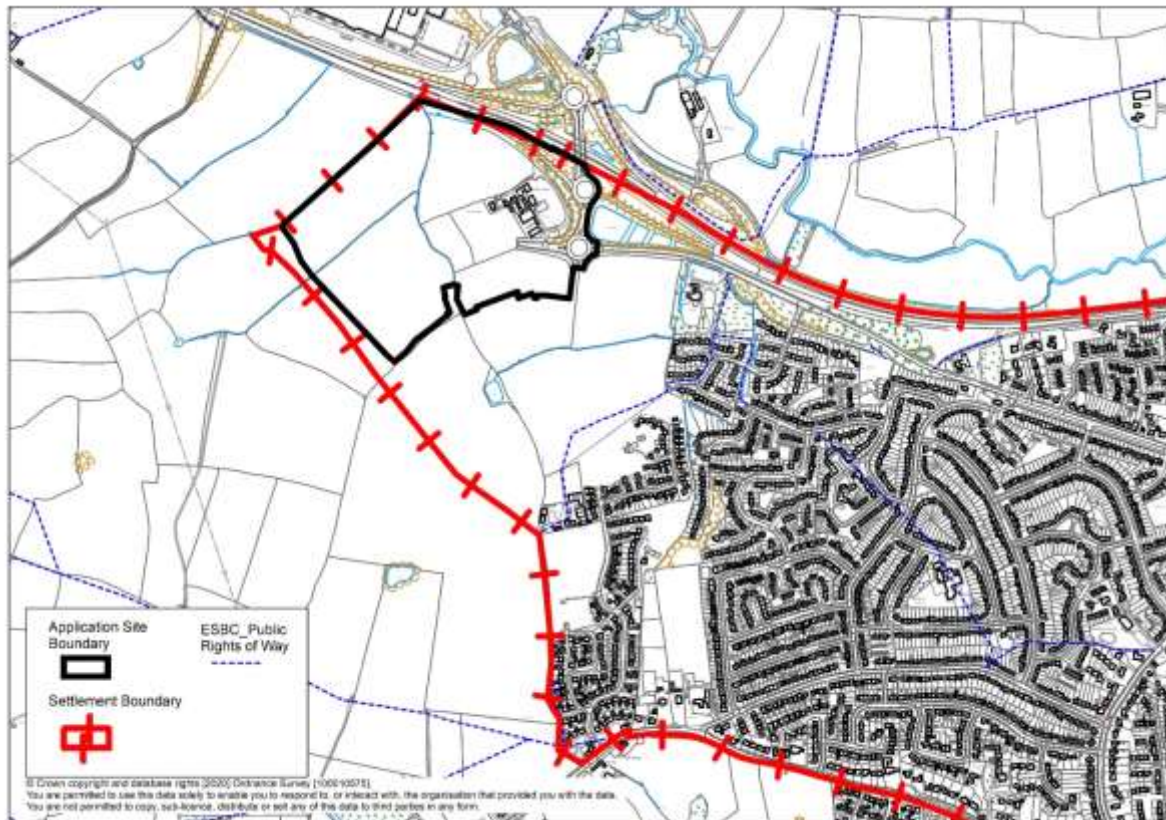 Application Site
Boundary
ESBC_Public
Rights of Way
Settlement Boundary
© Crown copyright and database rights [2020] Ordnance Survey [100010575].
You are permitted to use this data solely to enable you to respond to, or interact with, the organisation that provided you with the data.
You are not permitted to copy, sub-licence, distribute or sell any of this data to third parties in any form.